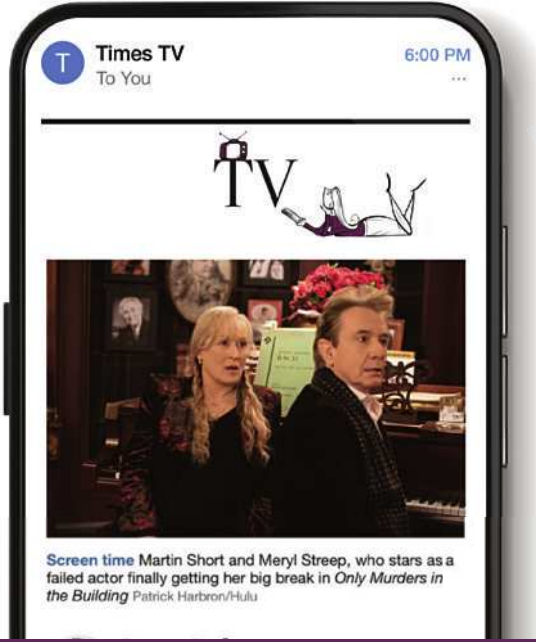 T
Times TV
6:00 PM
To You
...
TV
BACH
Screen time Martin Short and Meryl Streep, who stars as a
failed actor finally getting her big break in Only Murders in
the Building Patrick Harbron/Hulu